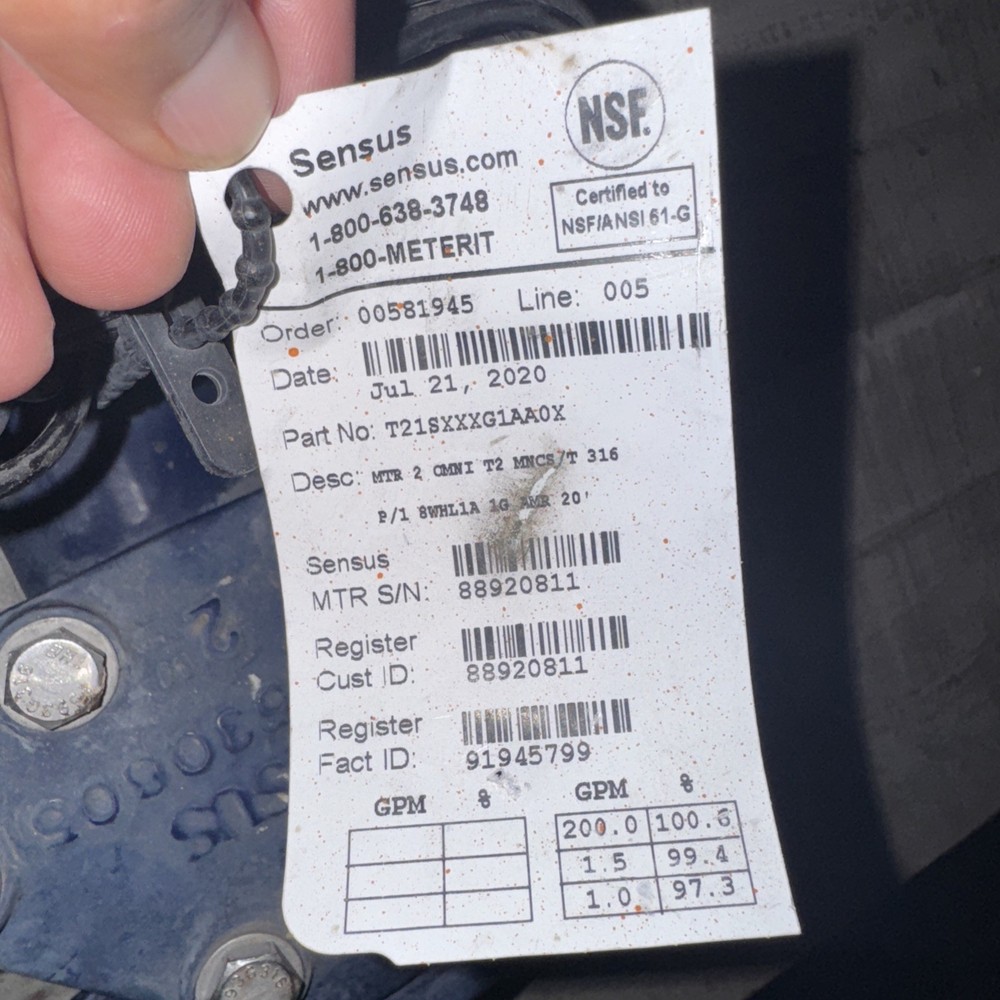 Sensus
www.sensus.com
1-800-638-3748
1-800-METERIT
NSF.
Certified to
NSF/ANSI 61-G
Order: 00581945 Line: 005
Date: Jul 21, 2020
Part No: T21SXXXG1AA0X
Desc: MTR 2 OMNI T2 MNCS/T 316
P/1 8WHL1A 1G AMR 20'
Sensus
MTR S/N: 88920811
Register
Cust ID: 88920811
Register
Fact ID: 91945799
GPM % GPM %
200.0 100.6
1.5 99.4
1.0 97.3